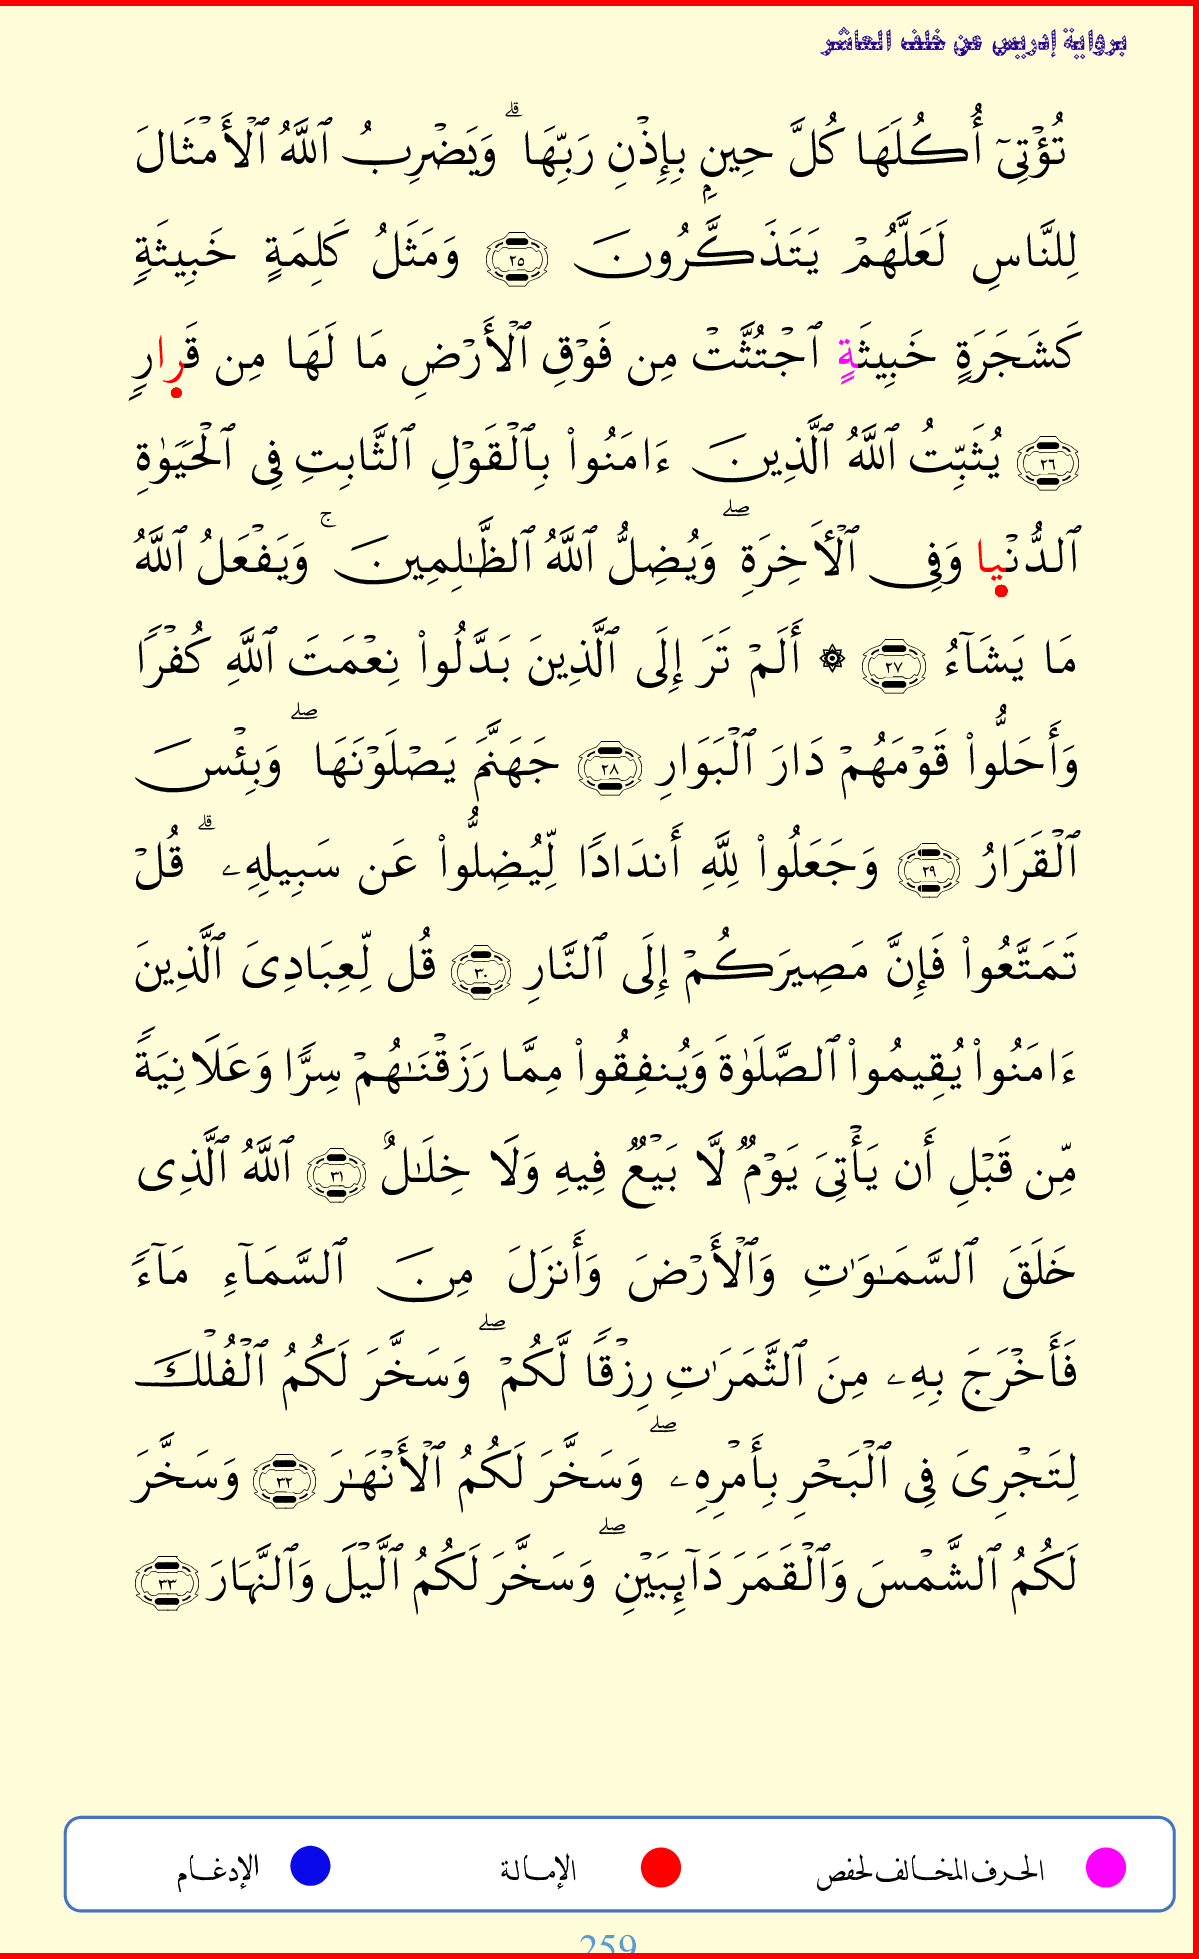 برواية إدريس عن خلف العاشر
تُؤْتِىٓ أُكُلَهَا كُلَّ حِينِۭ بِإِذْنِ رَبِّهَا ۗ وَيَضْرِبُ ٱللَّهُ ٱلْأَمْثَالَ
لِلنَّاسِ لَعَلَّهُمْ يَتَذَكَّرُونَ ٢٥ وَمَثَلُ كَلِمَةٍ خَبِيثَةٍ
كَشَجَرَةٍ خَبِيثَةٍ ٱجْتُثَّتْ مِن فَوْقِ ٱلْأَرْضِ مَا لَهَا مِن قَرارٍ
٢٦ يُثَبِّتُ ٱللَّهُ ٱلَّذِينَ ءَامَنُوا۟ بِٱلْقَوْلِ ٱلثَّابِتِ فِى ٱلْحَيَوٰةِ
ٱلدُّنْيا وَفِى ٱلْأَخِرَةِ ۖ وَيُضِلُّ ٱللَّهُ ٱلظَّـٰلِمِينَ ۚ وَيَفْعَلُ ٱللَّهُ
مَا يَشَآءُ ٢٧ ۞ أَلَمْ تَرَ إِلَى ٱلَّذِينَ بَدَّلُوا۟ نِعْمَتَ ٱللَّهِ كُفْرًا
وَأَحَلُّوا۟ قَوْمَهُمْ دَارَ ٱلْبَوَارِ ٢٨ جَهَنَّمَ يَصْلَوْنَهَا ۖ وَبِئْسَ
ٱلْقَرَارُ ٢٩ وَجَعَلُوا۟ لِلَّهِ أَندَادًا لِّيُضِلُّوا۟ عَن سَبِيلِهِۦ ۗ قُلْ
تَمَتَّعُوا۟ فَإِنَّ مَصِيرَكُمْ إِلَى ٱلنَّارِ ٣٠ قُل لِّعِبَادِىَ ٱلَّذِينَ
ءَامَنُوا۟ يُقِيمُوا۟ ٱلصَّلَوٰةَ وَيُنفِقُوا۟ مِمَّا رَزَقْنَـٰهُمْ سِرًّا وَعَلَانِيَةً
مِّن قَبْلِ أَن يَأْتِىَ يَوْمٌ لَّا بَيْعٌ فِيهِ وَلَا خِلَـٰلٌ ٣١ ٱللَّهُ ٱلَّذِى
خَلَقَ ٱلسَّمَـٰوَٰتِ وَٱلْأَرْضَ وَأَنزَلَ مِنَ ٱلسَّمَآءِ مَآءً
فَأَخْرَجَ بِهِۦ مِنَ ٱلثَّمَرَٰتِ رِزْقًا لَّكُمْ ۖ وَسَخَّرَ لَكُمُ ٱلْفُلْكَ
لِتَجْرِىَ فِى ٱلْبَحْرِ بِأَمْرِهِۦ ۖ وَسَخَّرَ لَكُمُ ٱلْأَنْهَـٰرَ ٣٢ وَسَخَّرَ
لَكُمُ ٱلشَّمْسَ وَٱلْقَمَرَ دَآئِبَيْنِ ۖ وَسَخَّرَ لَكُمُ ٱلَّيْلَ وَٱلنَّهَارَ ٣٣
الحرف المخالف لحفص الإمالة الإدغام
259